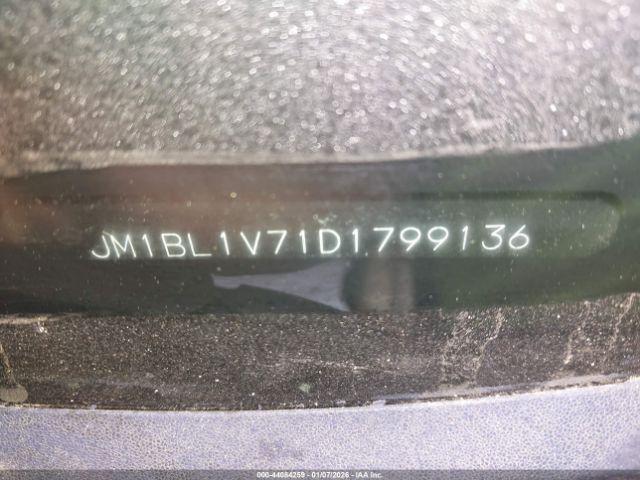 JM1BL1V71D1799136
000-44084259 - 01/07/2026 - © IAA, Inc.